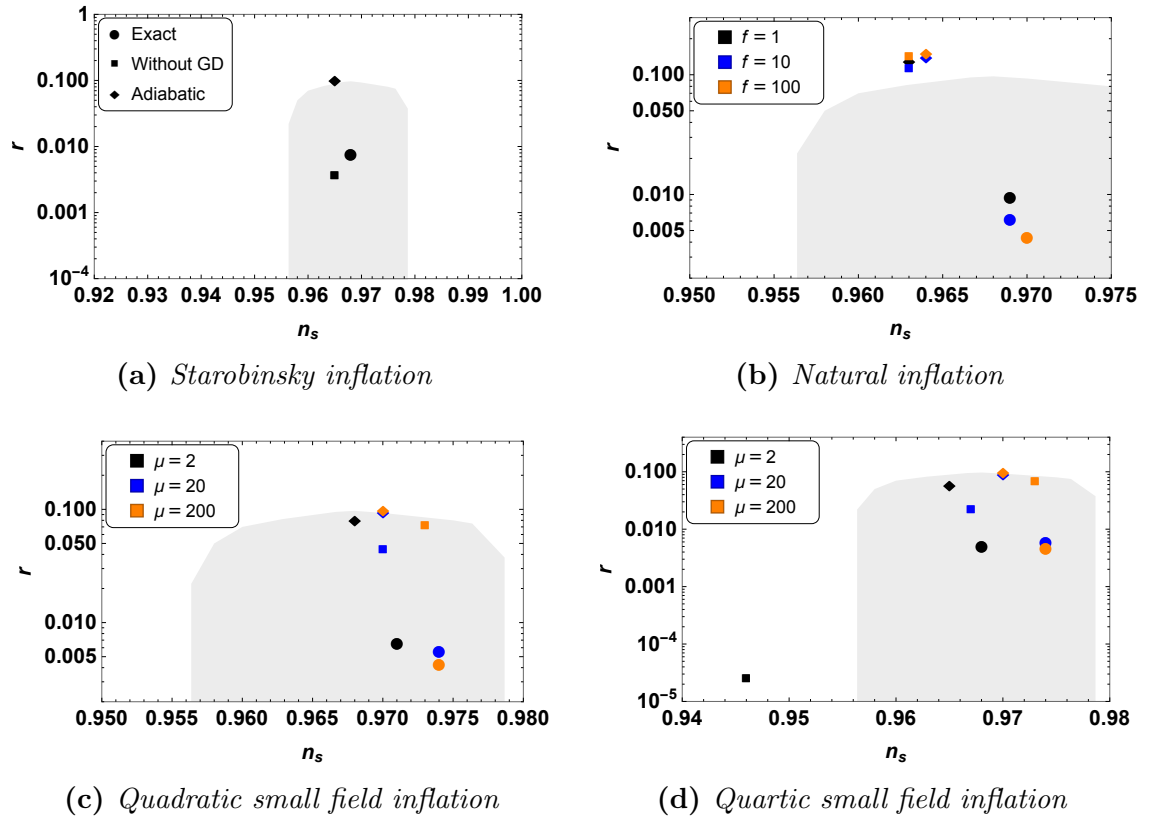 1
0.100
0.010
0.001
10⁻⁴
r
Exact
Without GD
Adiabatic
0.92 0.93 0.94 0.95 0.96 0.97 0.98 0.99 1.00
nₛ
(a) Starobinsky inflation
0.100
0.050
0.010
0.005
r
f = 1
f = 10
f = 100
0.950 0.955 0.960 0.965 0.970 0.975
nₛ
(b) Natural inflation
0.100
0.050
0.010
0.005
r
μ = 2
μ = 20
μ = 200
0.950 0.955 0.960 0.965 0.970 0.975 0.980
nₛ
(c) Quadratic small field inflation
0.100
0.010
0.001
10⁻⁴
10⁻⁵
r
μ = 2
μ = 20
μ = 200
0.94 0.95 0.96 0.97 0.98
nₛ
(d) Quartic small field inflation